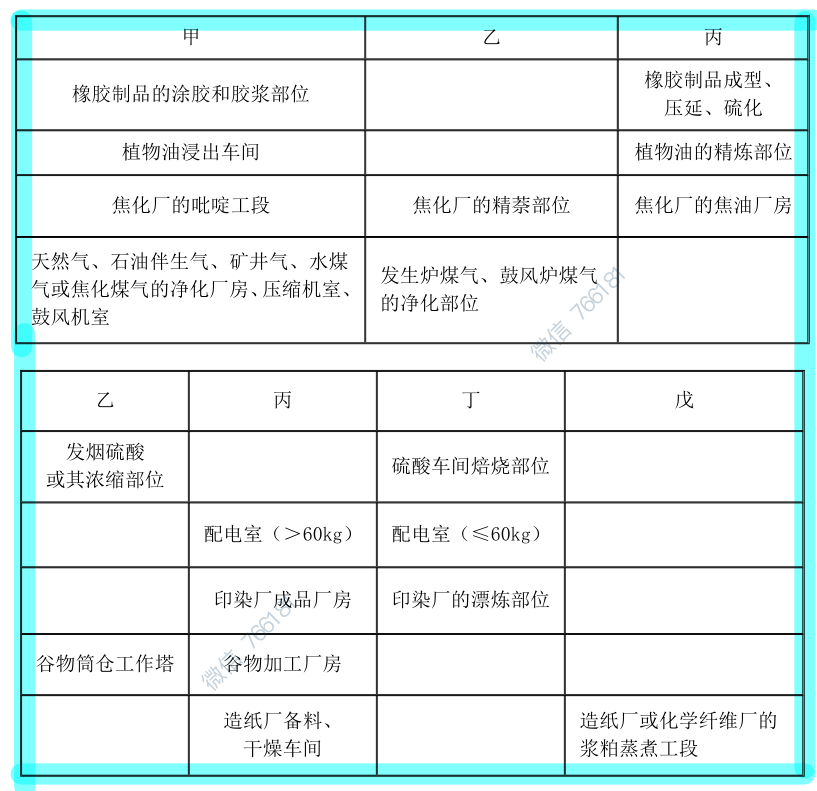 甲 乙 丙
橡胶制品的涂胶和胶浆部位 橡胶制品成型、
压延、硫化
植物油浸出车间 植物油的精炼部位
焦化厂的吡啶工段 焦化厂的精萘部位 焦化厂的焦油厂房
天然气、石油伴生气、矿井气、水煤
气或焦化煤气的净化厂房、压缩机室、
鼓风机室
发生炉煤气、鼓风炉煤气
的净化部位
微信 766181
乙 丙 丁 戊
发烟硫酸
或其浓缩部位
硫酸车间焙烧部位
配电室（＞60kg） 配电室（≤60kg）
印染厂成品厂房 印染厂的漂炼部位
微信 766181
谷物筒仓工作塔 谷物加工厂房
造纸厂备料、
干燥车间
造纸厂或化学纤维厂的
浆粕蒸煮工段